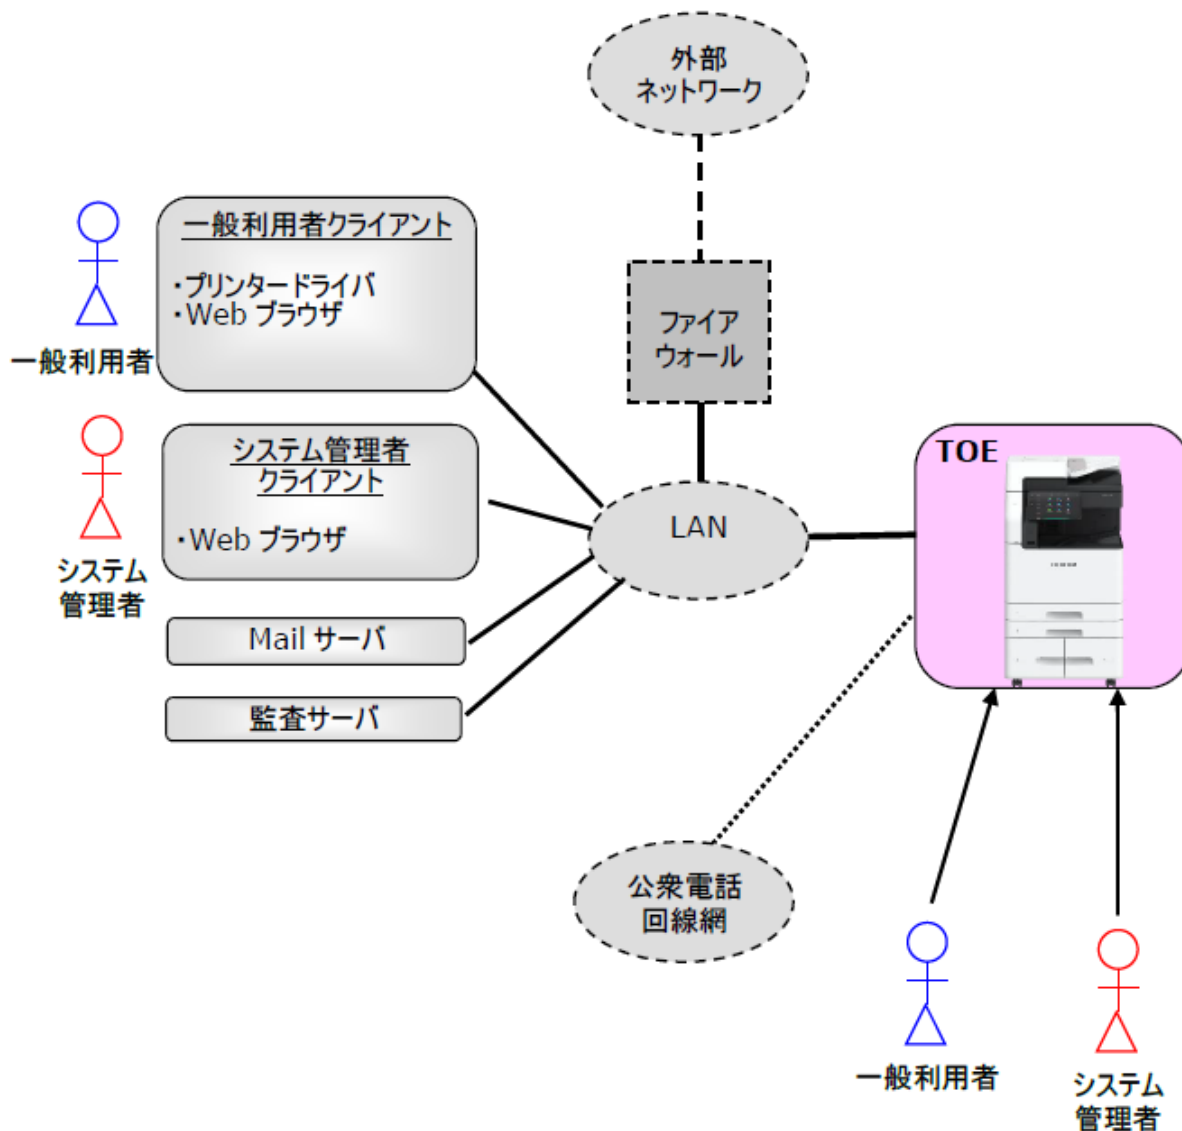 外部
ネットワーク
一般利用者クライアント
・プリンタードライバ
・Web ブラウザ
一般利用者
ファイア
ウォール
システム管理者
クライアント
・Web ブラウザ
システム
管理者
LAN
TOE
Mail サーバ
監査サーバ
公衆電話
回線網
一般利用者
システム
管理者